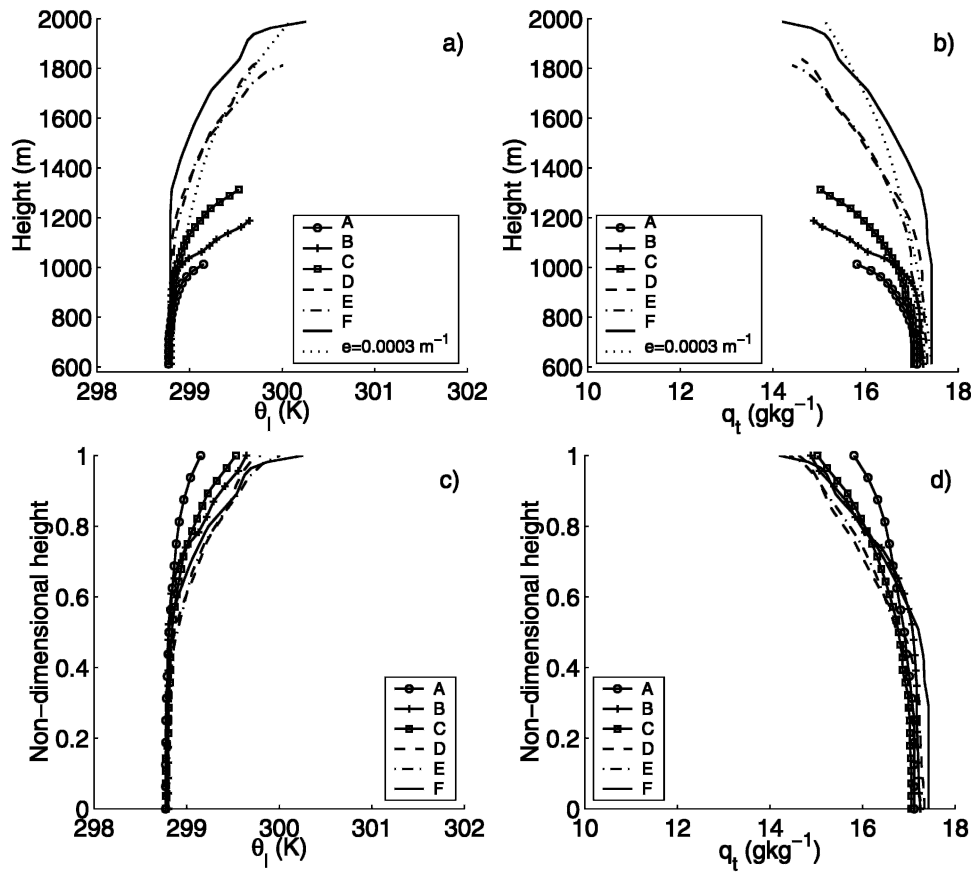 a)
Height (m)
2000
1800
1600
1400
1200
1000
800
600
298 299 300 301 302
θl (K)
A
B
C
D
E
F
e=0.0003 m−1
b)
Height (m)
2000
1800
1600
1400
1200
1000
800
600
10 12 14 16 18
qt (gkg−1)
A
B
C
D
E
F
e=0.0003 m−1
c)
Non−dimensional height
1
0.8
0.6
0.4
0.2
0
298 299 300 301 302
θl (K)
A
B
C
D
E
F
d)
Non−dimensional height
1
0.8
0.6
0.4
0.2
0
10 12 14 16 18
qt (gkg−1)
A
B
C
D
E
F